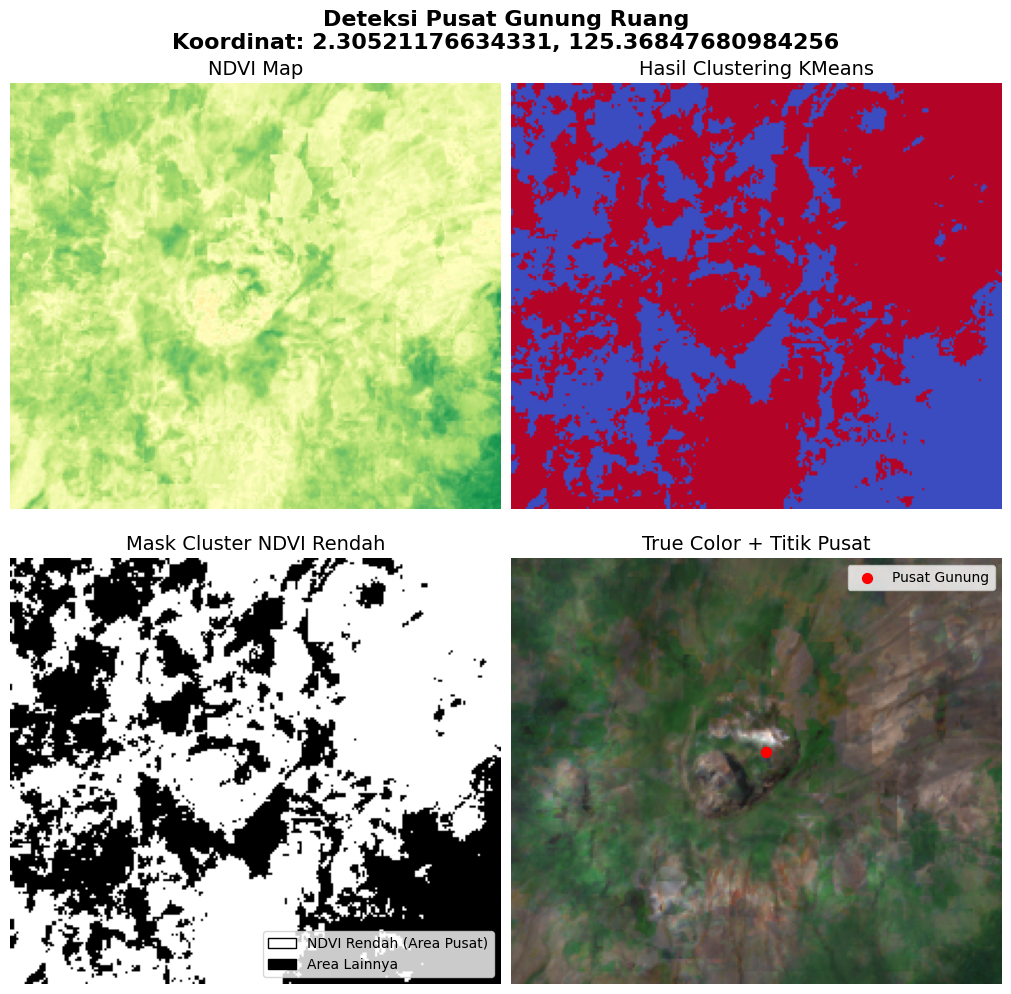 Deteksi Pusat Gunung Ruang
Koordinat: 2.30521176634331, 125.36847680984256
NDVI Map
Hasil Clustering KMeans
Mask Cluster NDVI Rendah
True Color + Titik Pusat
Pusat Gunung
NDVI Rendah (Area Pusat)
Area Lainnya